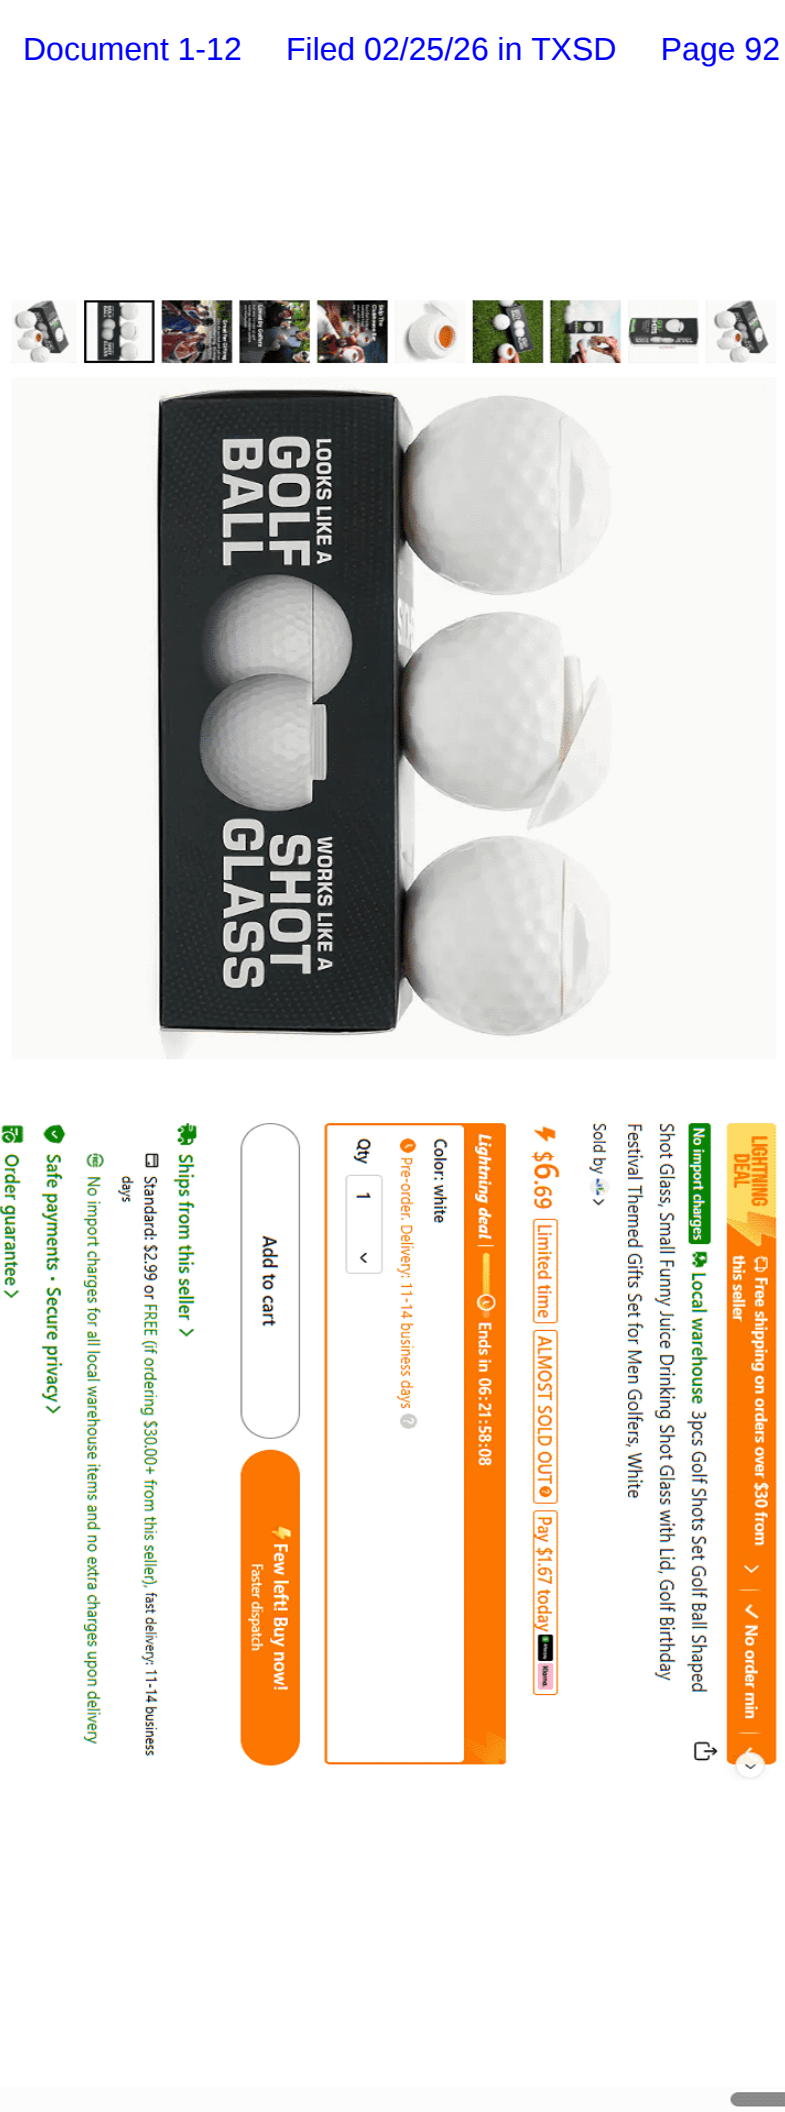 Document 1-12 Filed 02/25/26 in TXSD Page 92
LOOKS LIKE A
GOLF
BALL
WORKS LIKE A
SHOT
GLASS
LIGHTNING
DEAL
Free shipping on orders over $30 from
this seller
No order min
No import charges Local warehouse 3pcs Golf Shots Set Golf Ball Shaped
Shot Glass, Small Funny Juice Drinking Shot Glass with Lid, Golf Birthday
Festival Themed Gifts Set for Men Golfers, White
Sold by
$6.69 Limited time ALMOST SOLD OUT Pay $1.67 today Klarna
Lightning deal | Ends in 06:21:58:08
Color: white
Pre-order. Delivery: 11-14 business days
Qty 1
Add to cart
Few left! Buy now!
Faster dispatch
Ships from this seller
Standard: $2.99 or FREE (if ordering $30.00+ from this seller), fast delivery: 11-14 business
days
No import charges for all local warehouse items and no extra charges upon delivery
Safe payments • Secure privacy
Order guarantee